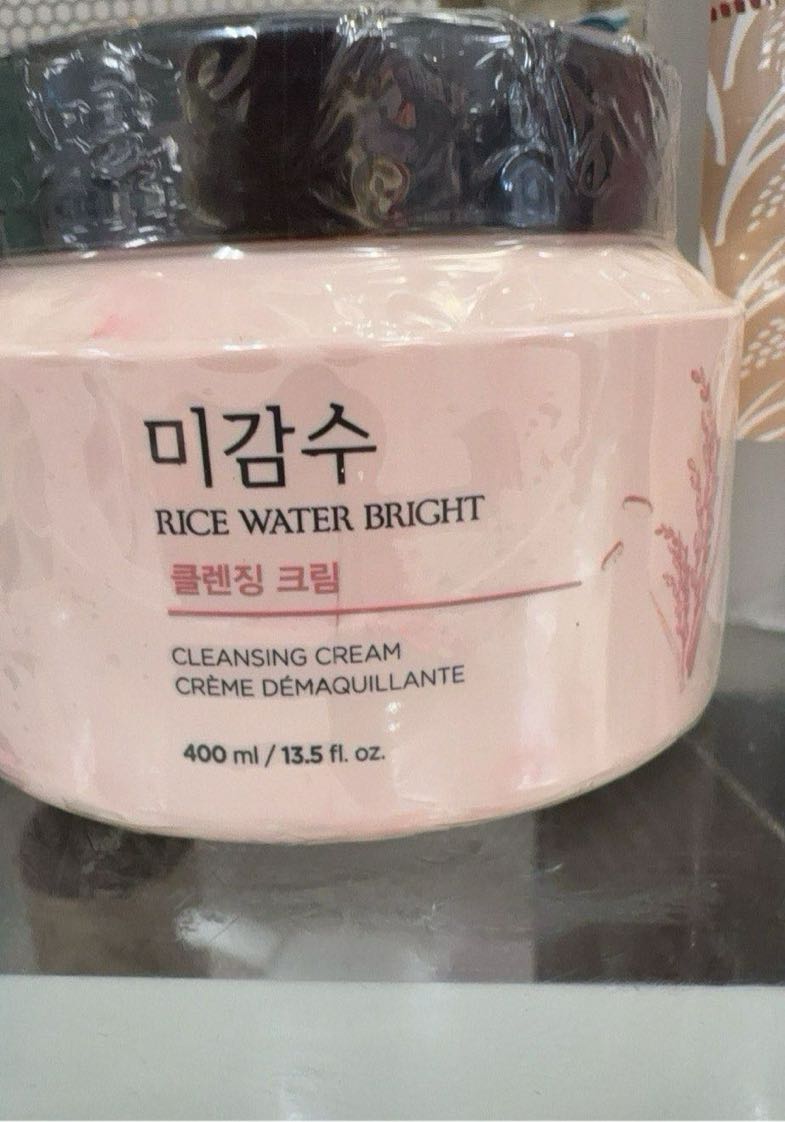 미감수
RICE WATER BRIGHT
클렌징 크림
CLEANSING CREAM
CRÈME DÉMAQUILLANTE
400 ml / 13.5 fl. oz.